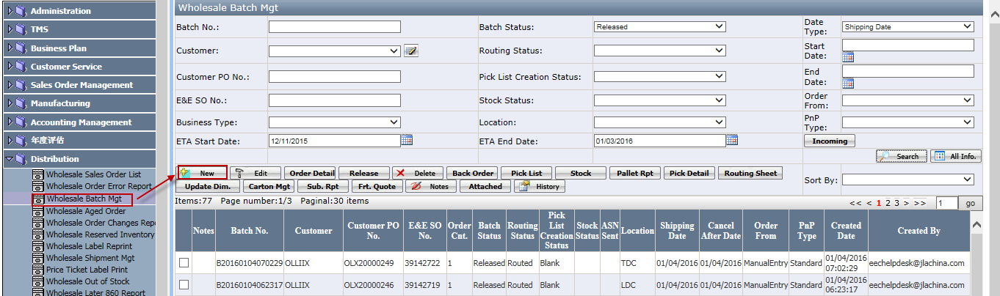 Administration
TMS
Business Plan
Customer Service
Sales Order Management
Manufacturing
Accounting Management
年度评估
Distribution
Wholesale Sales Order List
Wholesale Order Error Report
Wholesale Batch Mgt
Wholesale Aged Order
Wholesale Order Changes Repo
Wholesale Reserved Inventory
Wholesale Label Reprint
Wholesale Shipment Mgt
Price Ticket Label Print
Wholesale Out of Stock
Wholesale Later 860 Report
Wholesale Batch Mgt
Batch No.: Batch Status: Released Date Type: Shipping Date
Customer: Routing Status: Start Date:
Customer PO No.: Pick List Creation Status: End Date:
E&E SO No.: Stock Status: Order From:
Business Type: Location: PnP Type:
ETA Start Date: 12/11/2015 ETA End Date: 01/03/2016 Incoming
Search All Info.
New Edit Order Detail Release Delete Back Order Pick List Stock Pallet Rpt Pick Detail Routing Sheet
Update Dim. Carton Mgt Sub. Rpt Frt. Quote Notes Attached History
Sort By:
Items:77 Page number:1/3 Paginal:30 items << < 1 2 3 > >> 1 go
Notes Batch No. Customer Customer PO No. E&E SO No. Order Cnt. Batch Status Routing Status Pick List Creation Status Stock Status ASN Sent Location Shipping Date Cancel After Date Order From PnP Type Created Date Created By
B20160104070229 OLLIIX OLX20000249 39142722 1 Released Routed Blank TDC 01/04/2016 01/04/2016 ManualEntry Standard 01/04/2016 07:02:29 eechelpdesk@jlachina.com
B20160104062317 OLLIIX OLX20000246 39142719 1 Released Routed Blank LDC 01/04/2016 01/04/2016 ManualEntry Standard 01/04/2016 06:23:17 eechelpdesk@jlachina.com